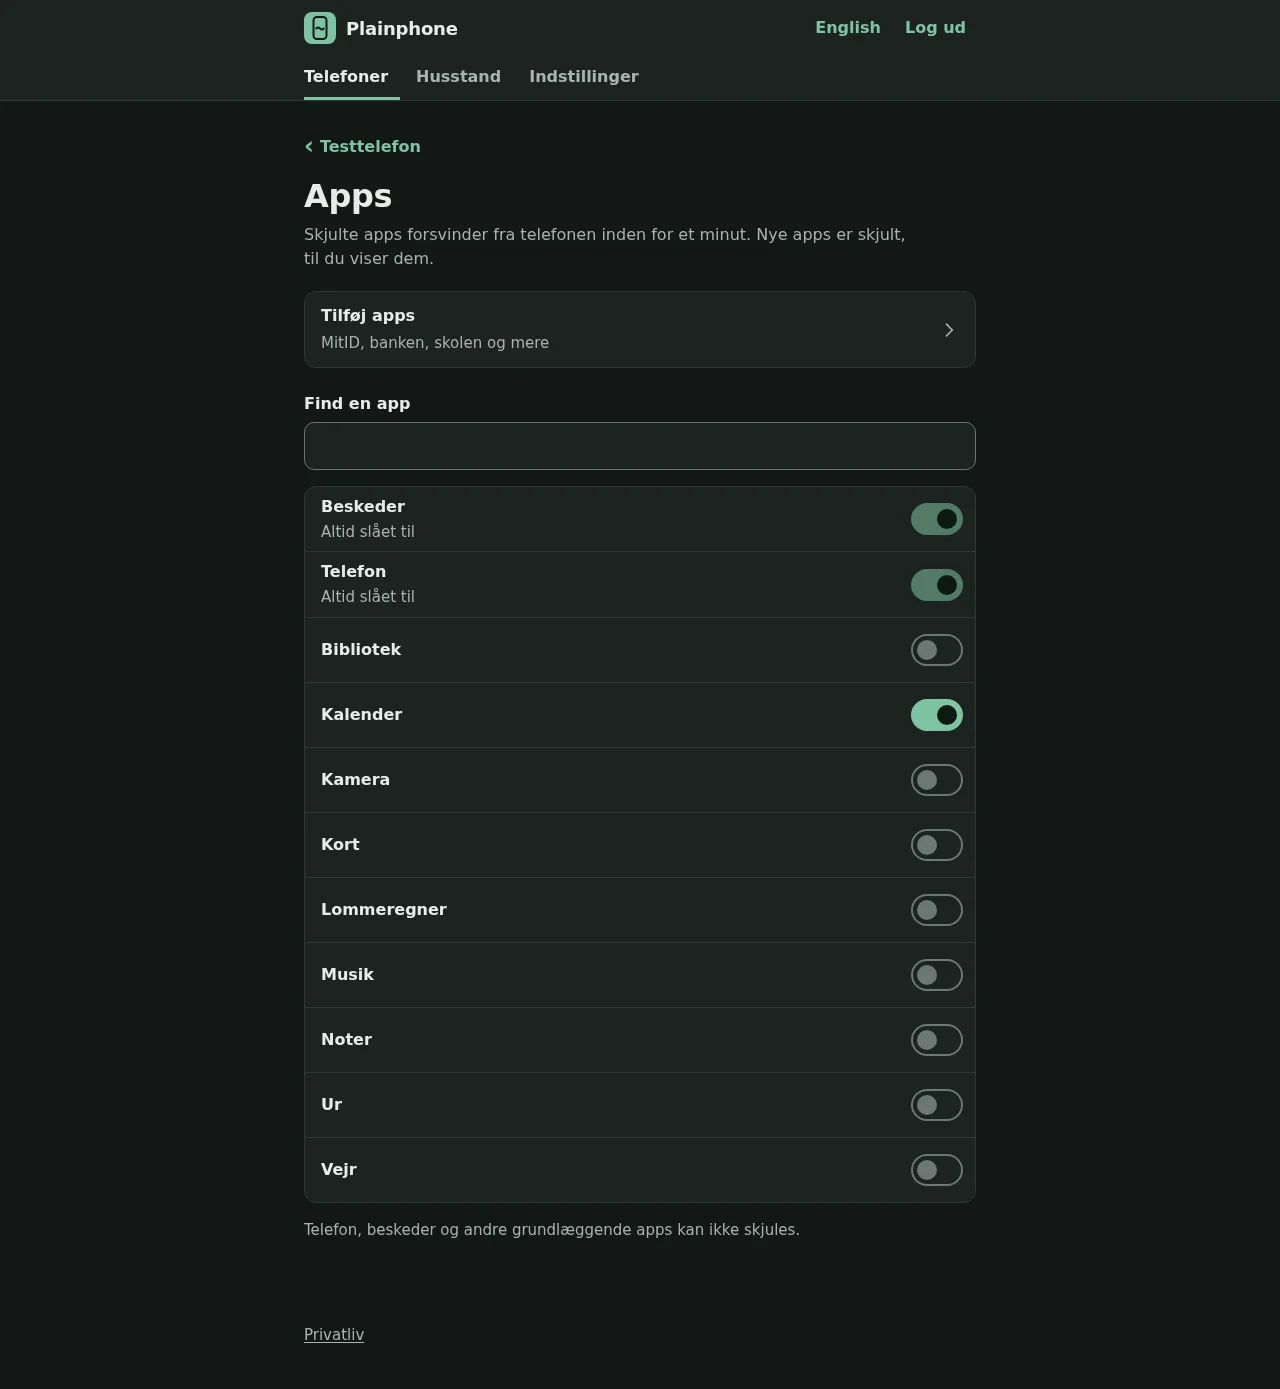 Plainphone
English
Log ud
Telefoner
Husstand
Indstillinger
‹ Testtelefon
Apps
Skjulte apps forsvinder fra telefonen inden for et minut. Nye apps er skjult,
til du viser dem.
Tilføj apps
MitID, banken, skolen og mere
Find en app
Beskeder
Altid slået til
Telefon
Altid slået til
Bibliotek
Kalender
Kamera
Kort
Lommeregner
Musik
Noter
Ur
Vejr
Telefon, beskeder og andre grundlæggende apps kan ikke skjules.
Privatliv